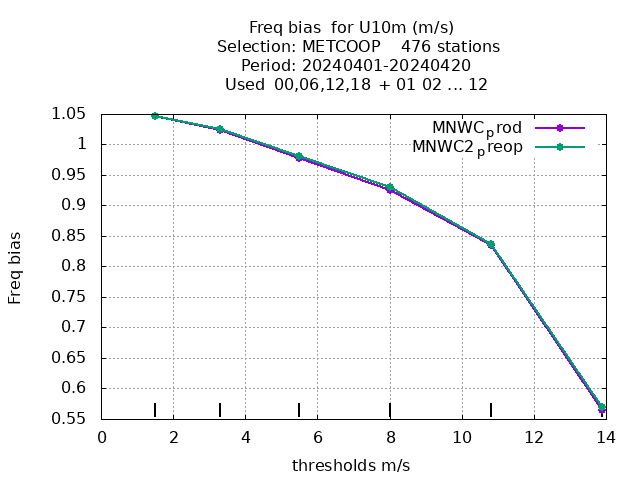 Freq bias  for U10m (m/s)
Selection: METCOOP    476 stations
Period: 20240401-20240420
Used  00,06,12,18 + 01 02 ... 12
MNWCprod
MNWC2preop
1.05
1
0.95
0.9
0.85
0.8
0.75
0.7
0.65
0.6
0.55
Freq bias
0 2 4 6 8 10 12 14
thresholds m/s